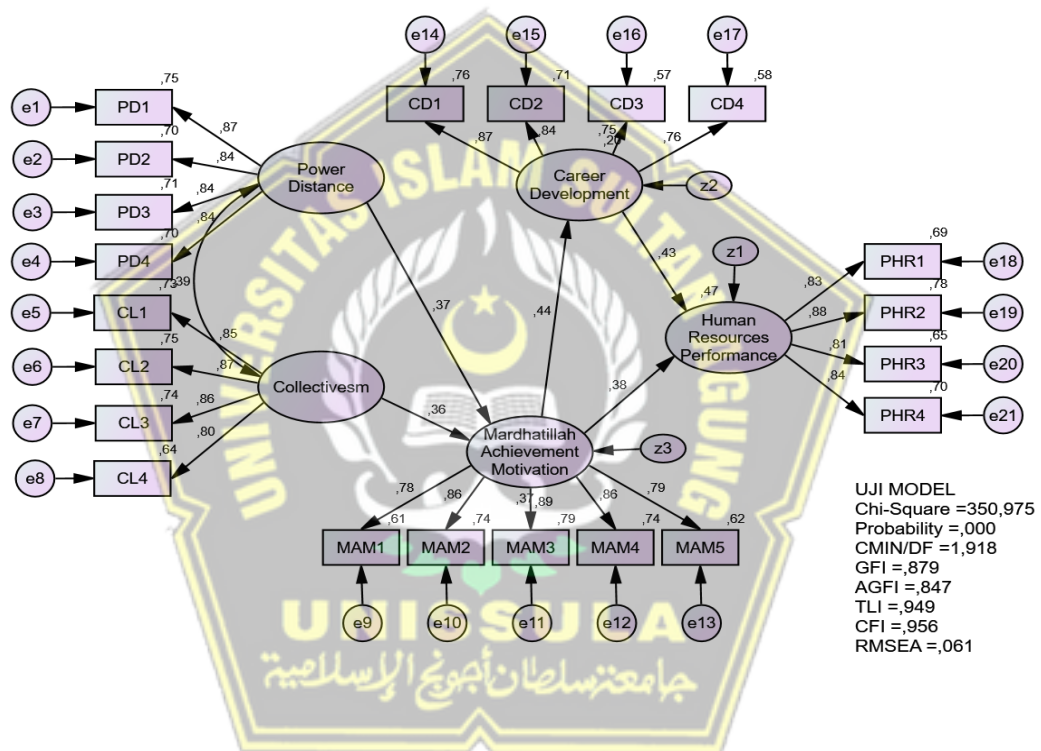 e14 e15 e16 e17
,76 ,71 ,57 ,58
CD1 CD2 CD3 CD4
,87 ,84 ,75 ,76
,20
Career
Development
z2
,75
e1 PD1
,87
,70
e2 PD2
,84
,71
e3 PD3
,84
,70
e4 PD4
,84
Power
Distance
,39
,73
e5 CL1
,85
,75
e6 CL2
,87
,74
e7 CL3
,86
,64
e8 CL4
,80
Collectivesm
,37
,36
,44
,43
,38
z1
,47
Human
Resources
Performance
,69
,83 PHR1 e18
,78
,88 PHR2 e19
,65
,81 PHR3 e20
,70
,84 PHR4 e21
Mardhatillah
Achievement
Motivation
z3
,37
,78 ,86 ,89 ,86 ,79
,61 ,74 ,79 ,74 ,62
MAM1 MAM2 MAM3 MAM4 MAM5
e9 e10 e11 e12 e13
UJI MODEL
Chi-Square =350,975
Probability =,000
CMIN/DF =1,918
GFI =,879
AGFI =,847
TLI =,949
CFI =,956
RMSEA =,061
UNIVERSITAS ISLAM SULTAN AGUNG
UNISSULA
جامعة سلطان أجونج الإسلامية